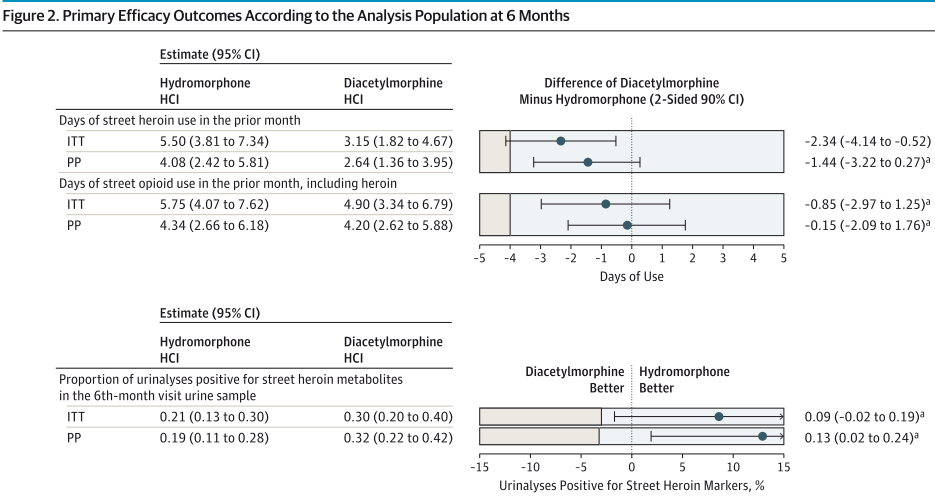 Figure 2. Primary Efficacy Outcomes According to the Analysis Population at 6 Months
Estimate (95% CI)
Hydromorphone HCI
Diacetylmorphine HCI
Difference of Diacetylmorphine
Minus Hydromorphone (2-Sided 90% CI)
Days of street heroin use in the prior month
ITT 5.50 (3.81 to 7.34) 3.15 (1.82 to 4.67) -2.34 (-4.14 to -0.52)
PP 4.08 (2.42 to 5.81) 2.64 (1.36 to 3.95) -1.44 (-3.22 to 0.27)a
Days of street opioid use in the prior month, including heroin
ITT 5.75 (4.07 to 7.62) 4.90 (3.34 to 6.79) -0.85 (-2.97 to 1.25)a
PP 4.34 (2.66 to 6.18) 4.20 (2.62 to 5.88) -0.15 (-2.09 to 1.76)a
-5 -4 -3 -2 -1 0 1 2 3 4 5
Days of Use
Estimate (95% CI)
Hydromorphone HCI
Diacetylmorphine HCI
Diacetylmorphine Better
Hydromorphone Better
Proportion of urinalyses positive for street heroin metabolites
in the 6th-month visit urine sample
ITT 0.21 (0.13 to 0.30) 0.30 (0.20 to 0.40) 0.09 (-0.02 to 0.19)a
PP 0.19 (0.11 to 0.28) 0.32 (0.22 to 0.42) 0.13 (0.02 to 0.24)a
-15 -10 -5 0 5 10 15
Urinalyses Positive for Street Heroin Markers, %